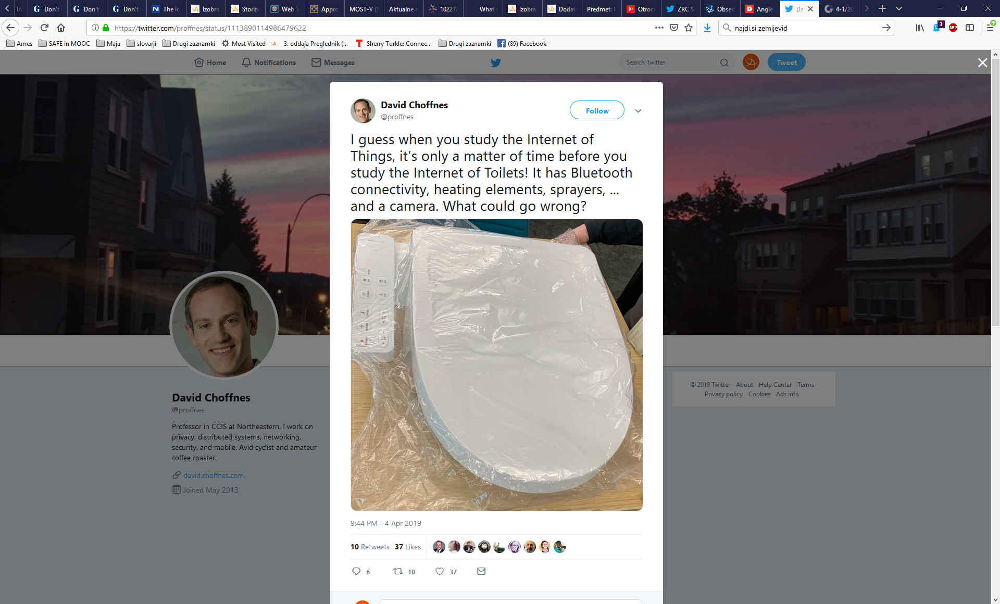 Don't
Don't
Don't
The ic
Izobra
Storitv
Web T
Appro
MOST-V (
Aktualne n
10227
What'
Izobra
Dodat
Predmet:
Otroci
ZRC S
Obsed
Angle
Da
4-1/20
https://twitter.com/proffnes/status/1113890114986479622
najdi.si zemljevid
3
ABP
Arnes
SAFE in MOOC
Maja
slovarji
Drugi zaznamki
Most Visited
3. oddaja Preglednik (...
Sherry Turkle: Connec...
Drugi zaznamki
(89) Facebook
Home
Notifications
Messages
Search Twitter
Tweet
David Choffnes
@proffnes
Follow
I guess when you study the Internet of
Things, it’s only a matter of time before you
study the Internet of Toilets! It has Bluetooth
connectivity, heating elements, sprayers, ...
and a camera. What could go wrong?
smartmi
smartmi
9:44 PM - 4 Apr 2019
10 Retweets 37 Likes
6
10
37
David Choffnes
@proffnes
Professor in CCIS at Northeastern. I work on
privacy, distributed systems, networking,
security, and mobile. Avid cyclist and amateur
coffee roaster.
david.choffnes.com
Joined May 2013
© 2019 Twitter About Help Center Terms
Privacy policy Cookies Ads info